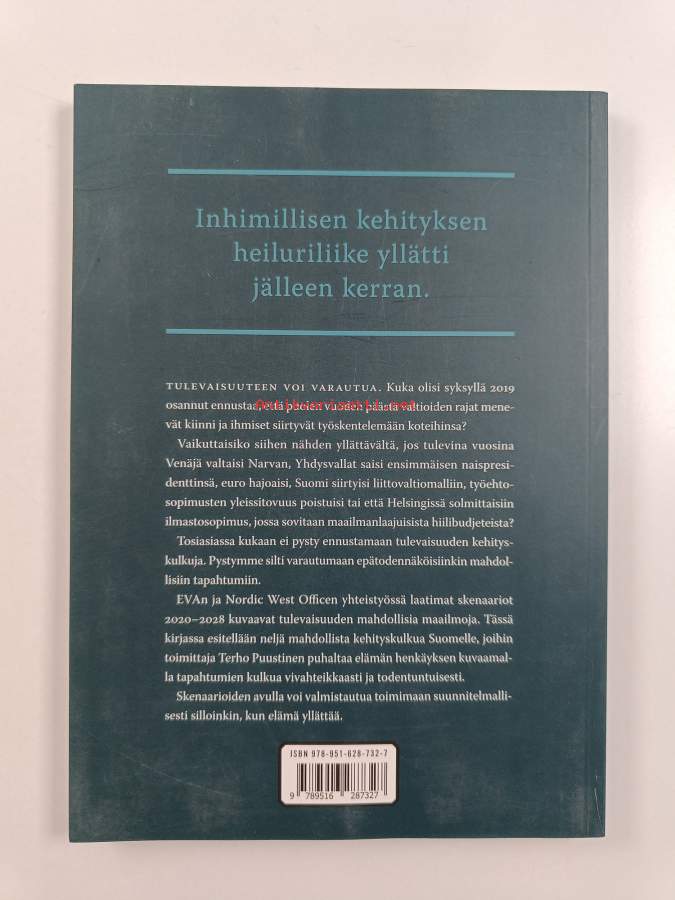 Inhimillisen kehityksen
heiluriliike yllätti
jälleen kerran.
TULEVAISUUTEEN VOI VARAUTUA. Kuka olisi syksyllä 2019
osannut ennustaa, että puolen vuoden päästä valtioiden rajat mene-
vät kiinni ja ihmiset siirtyvät työskentelemään koteihinsa?
Vaikuttaisiko siihen nähden yllättävältä, jos tulevina vuosina
Venäjä valtaisi Narvan, Yhdysvallat saisi ensimmäisen naispresi-
denttinsä, euro hajoaisi, Suomi siirtyisi liittovaltiomalliin, työehto-
sopimusten yleissitovuus poistuisi tai että Helsingissä solmittaisiin
ilmastosopimus, jossa sovitaan maailmanlaajuisista hiilibudjeteista?
Tosiasiassa kukaan ei pysty ennustamaan tulevaisuuden kehitys-
kulkuja. Pystymme silti varautumaan epätodennäköisiinkin mahdol-
lisiin tapahtumiin.
EVAn ja Nordic West Officen yhteistyössä laatimat skenaariot
2020–2028 kuvaavat tulevaisuuden mahdollisia maailmoja. Tässä
kirjassa esitellään neljä mahdollista kehityskulkua Suomelle, joihin
toimittaja Terho Puustinen puhaltaa elämän henkäyksen kuvaamal-
la tapahtumien kulkua vivahteikkaasti ja todentuntuisesti.
Skenaarioiden avulla voi valmistautua toimimaan suunnitelmalli-
sesti silloinkin, kun elämä yllättää.
ISBN 978-951-628-732-7
9 789516 287327